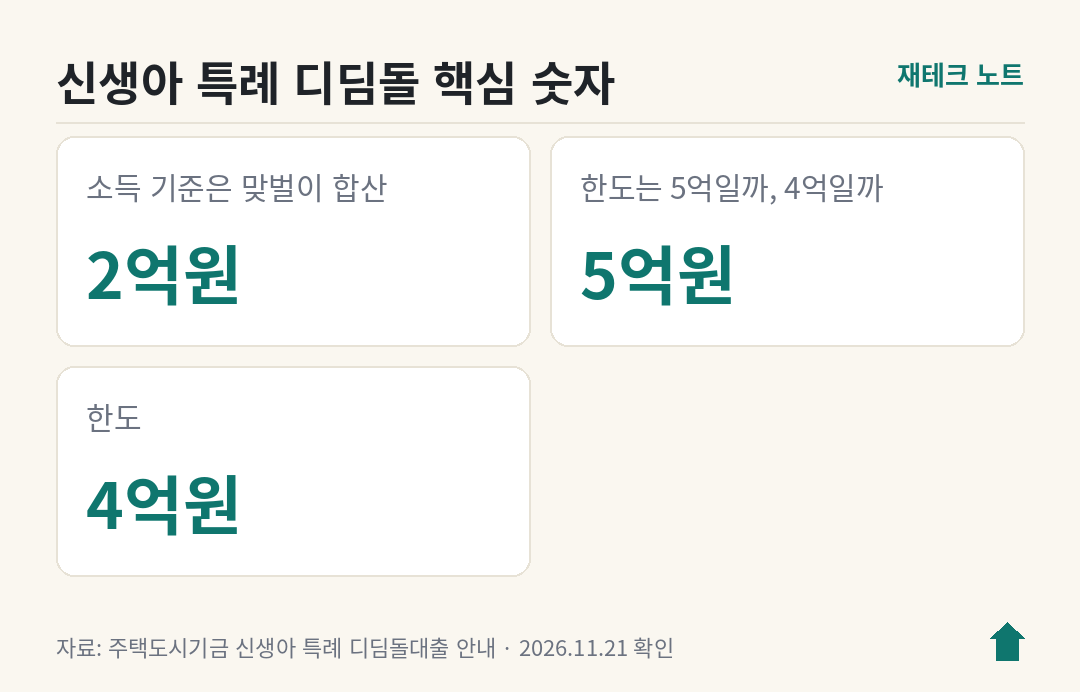 신생아 특례 디딤돌 핵심 숫자
재테크 노트
소득 기준은 맞벌이 합산
2억원
한도는 5억일까, 4억일까
5억원
한도
4억원
자료: 주택도시기금 신생아 특례 디딤돌대출 안내 · 2026.11.21 확인